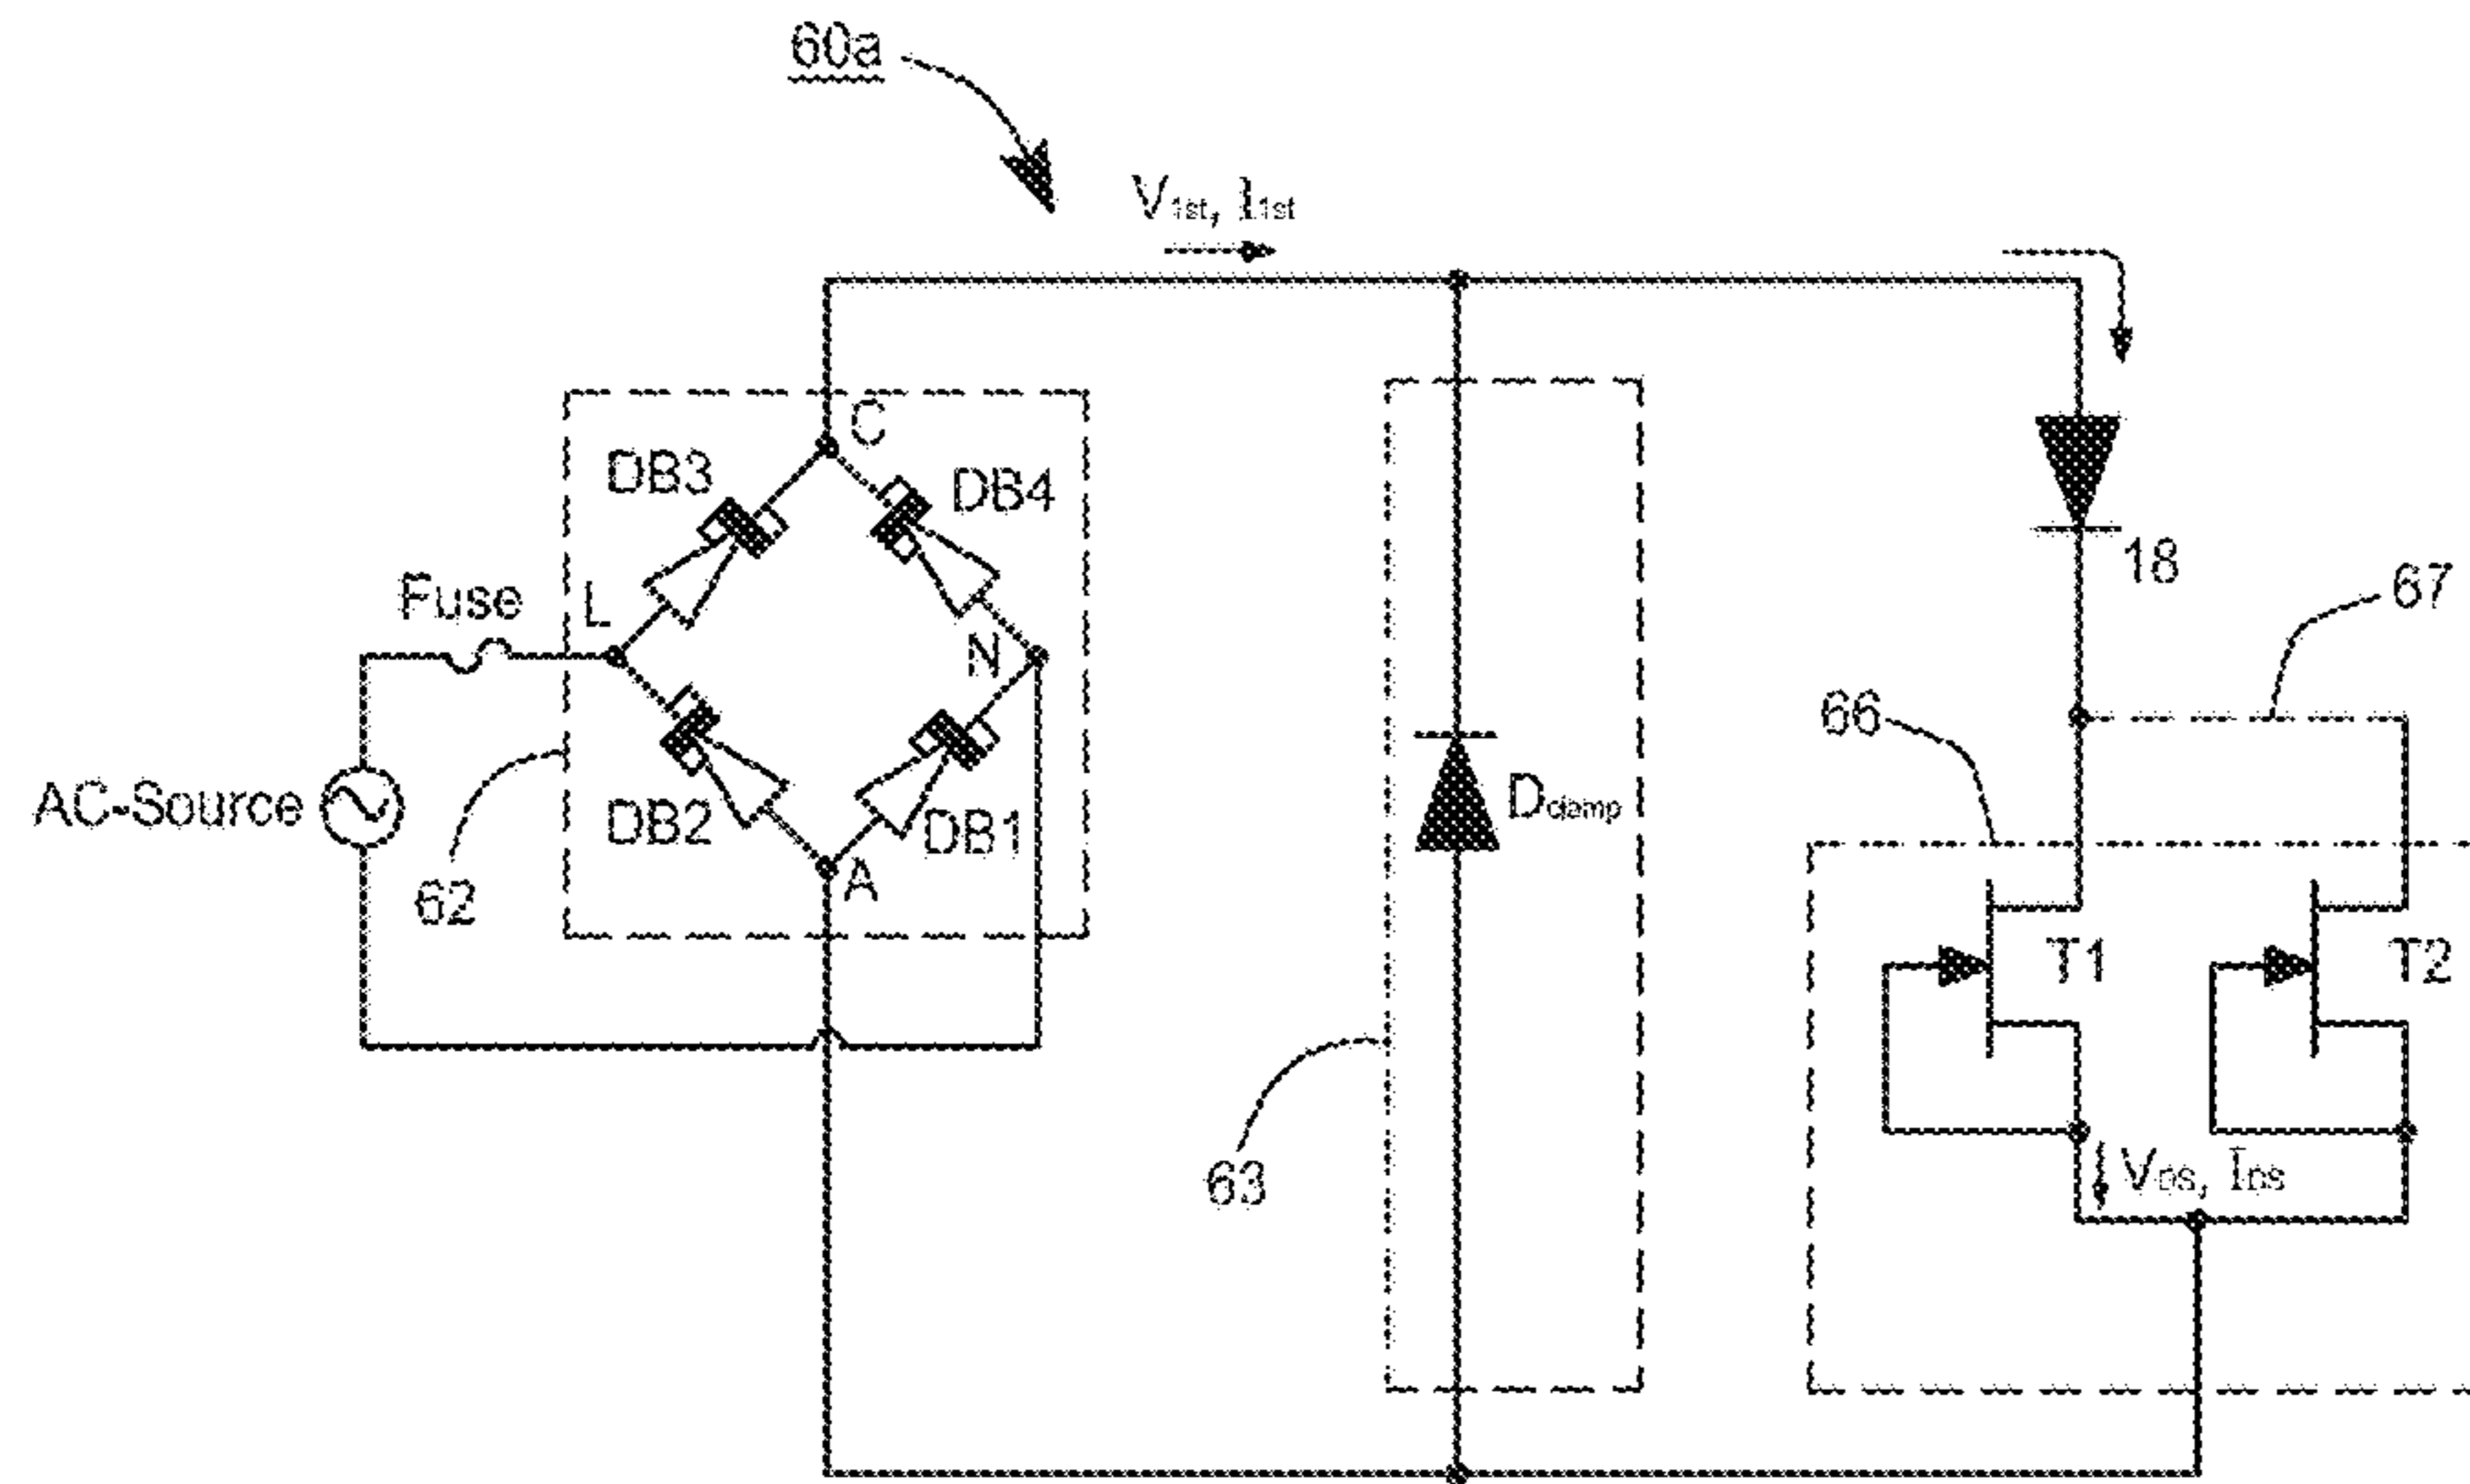 60a
V1st, I1st
C
DB3
DB4
Fuse
L
N
18
67
66
AC-Source
DB2
DB1
Dclamp
A
62
T1
T2
63
VDS, IDS